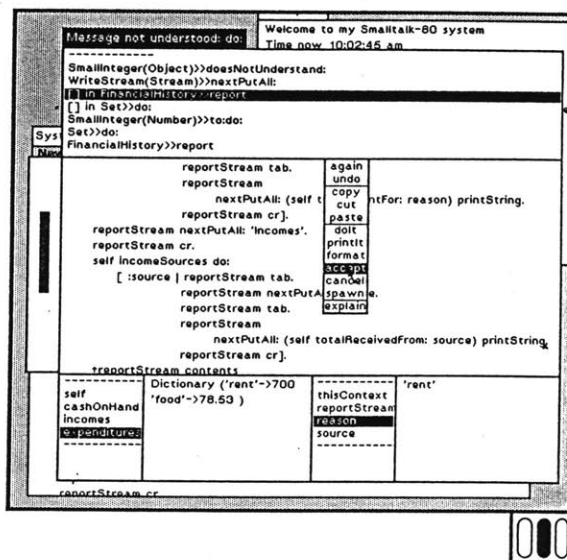 Message not understood: do:
Welcome to my Smalltalk-80 system
Time now 10:02:45 am
SmallInteger(Object)>>doesNotUnderstand:
WriteStream(Stream)>>nextPutAll:
[] in FinancialHistory>>report
[] in Set>>do:
SmallInteger(Number)>>to:do:
Set>>do:
FinancialHistory>>report
Syst
reportStream tab.
reportStream
nextPutAll: (self t ntFor: reason) printString.
reportStream cr].
reportStream nextPutAll: 'Incomes'.
reportStream cr.
self incomeSources do:
[ :source | reportStream tab.
reportStream nextPutA e.
reportStream tab.
reportStream
nextPutAll: (self totalReceivedFrom: source) printString
reportStream cr].
↑reportStream contents
again
undo
copy
cut
paste
doit
printit
format
accept
cancel
spawn
explain
self
cashOnHand
incomes
expenditures
Dictionary ('rent'->700
'food'->78.53 )
thisContext
reportStream
reason
source
'rent'
reportStream cr